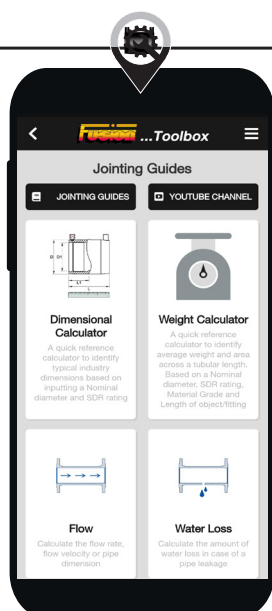 Fusion ...Toolbox
Jointing Guides
JOINTING GUIDES
YOUTUBE CHANNEL
D
D1
L1
L
Dimensional
Calculator
A quick reference
calculator to identify
typical industry
dimensions based on
inputting a Nominal
diameter and SDR rating
Weight Calculator
A quick reference
calculator to identify
average weight and area
across a tubular length.
Based on a Nominal
diameter, SDR rating,
Material Grade and
Length of object/fitting
Flow
Calculate the flow rate,
flow velocity or pipe
dimension
Water Loss
Calculate the amount of
water loss in case of a
pipe leakage